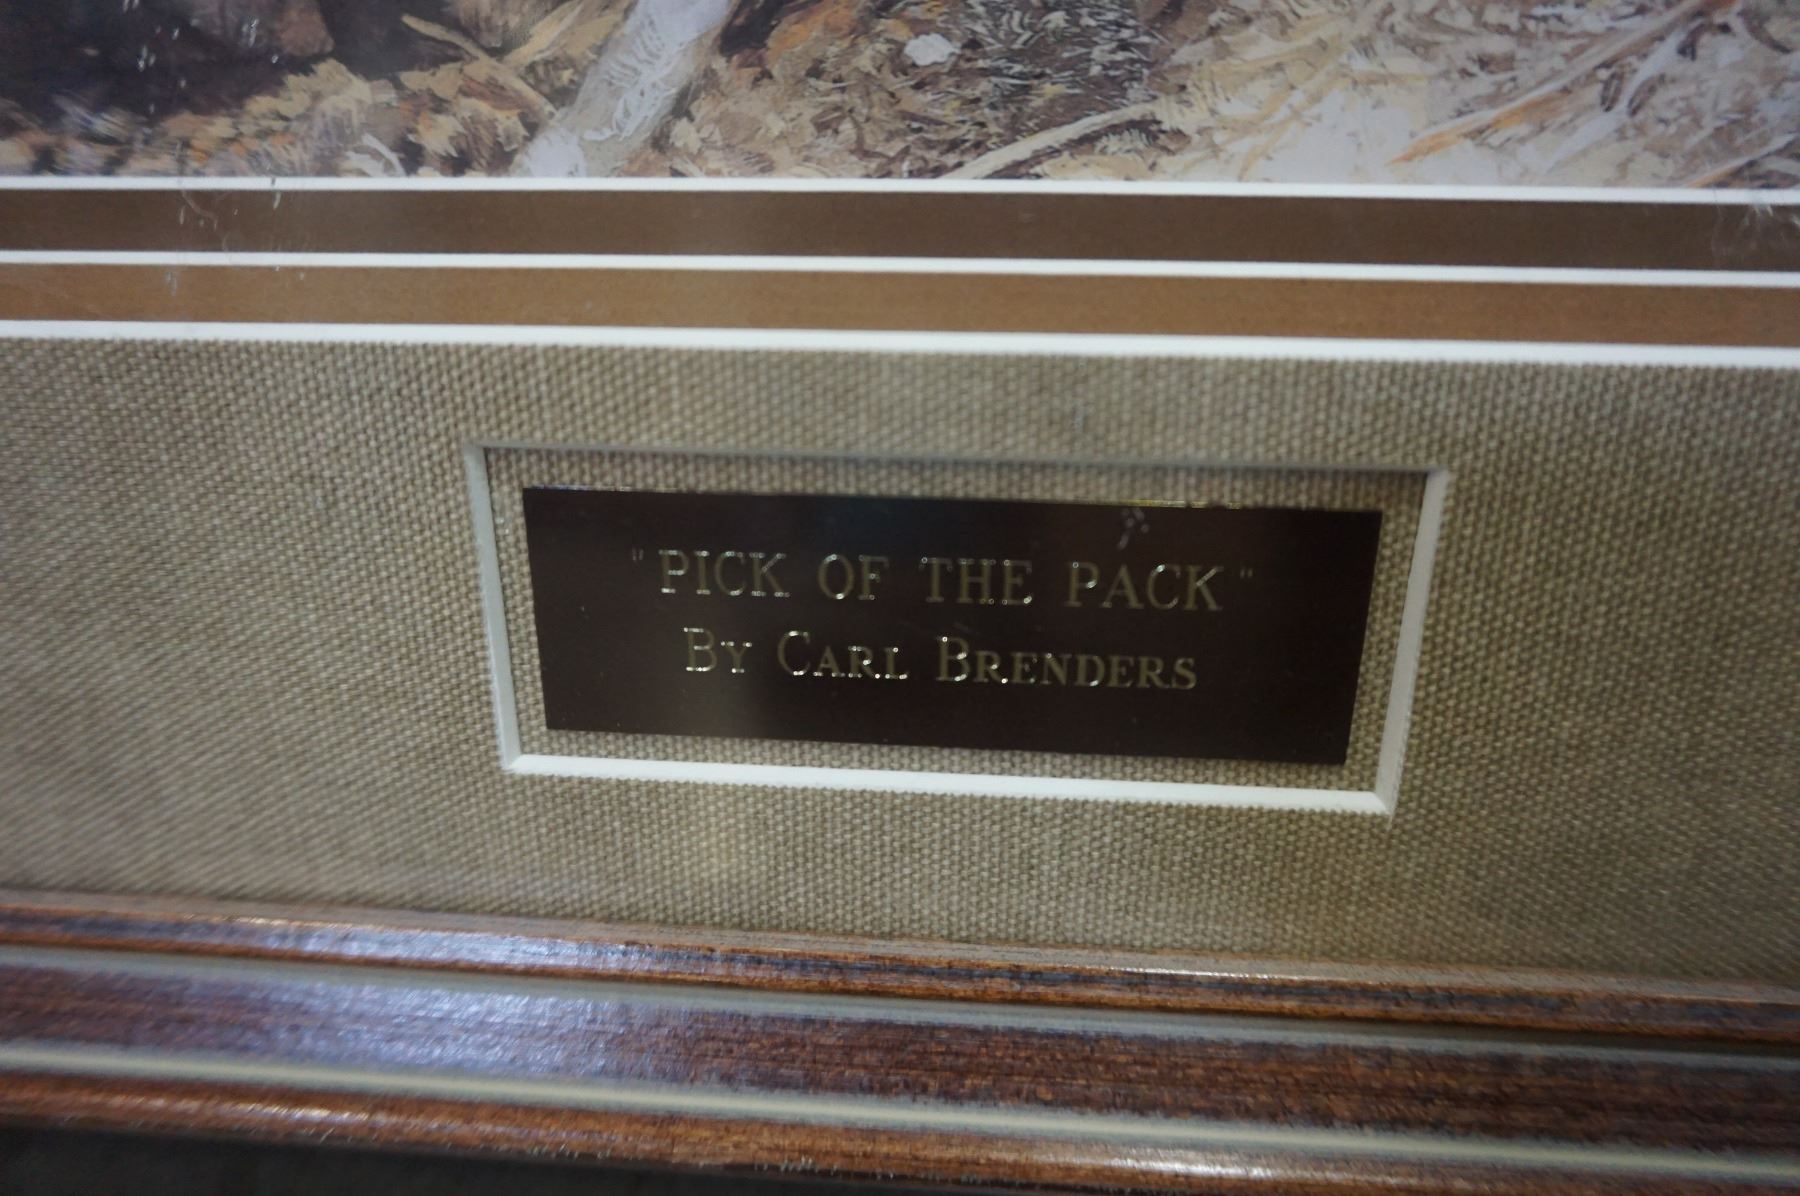 "PICK OF THE PACK"
BY CARL BRENDERS